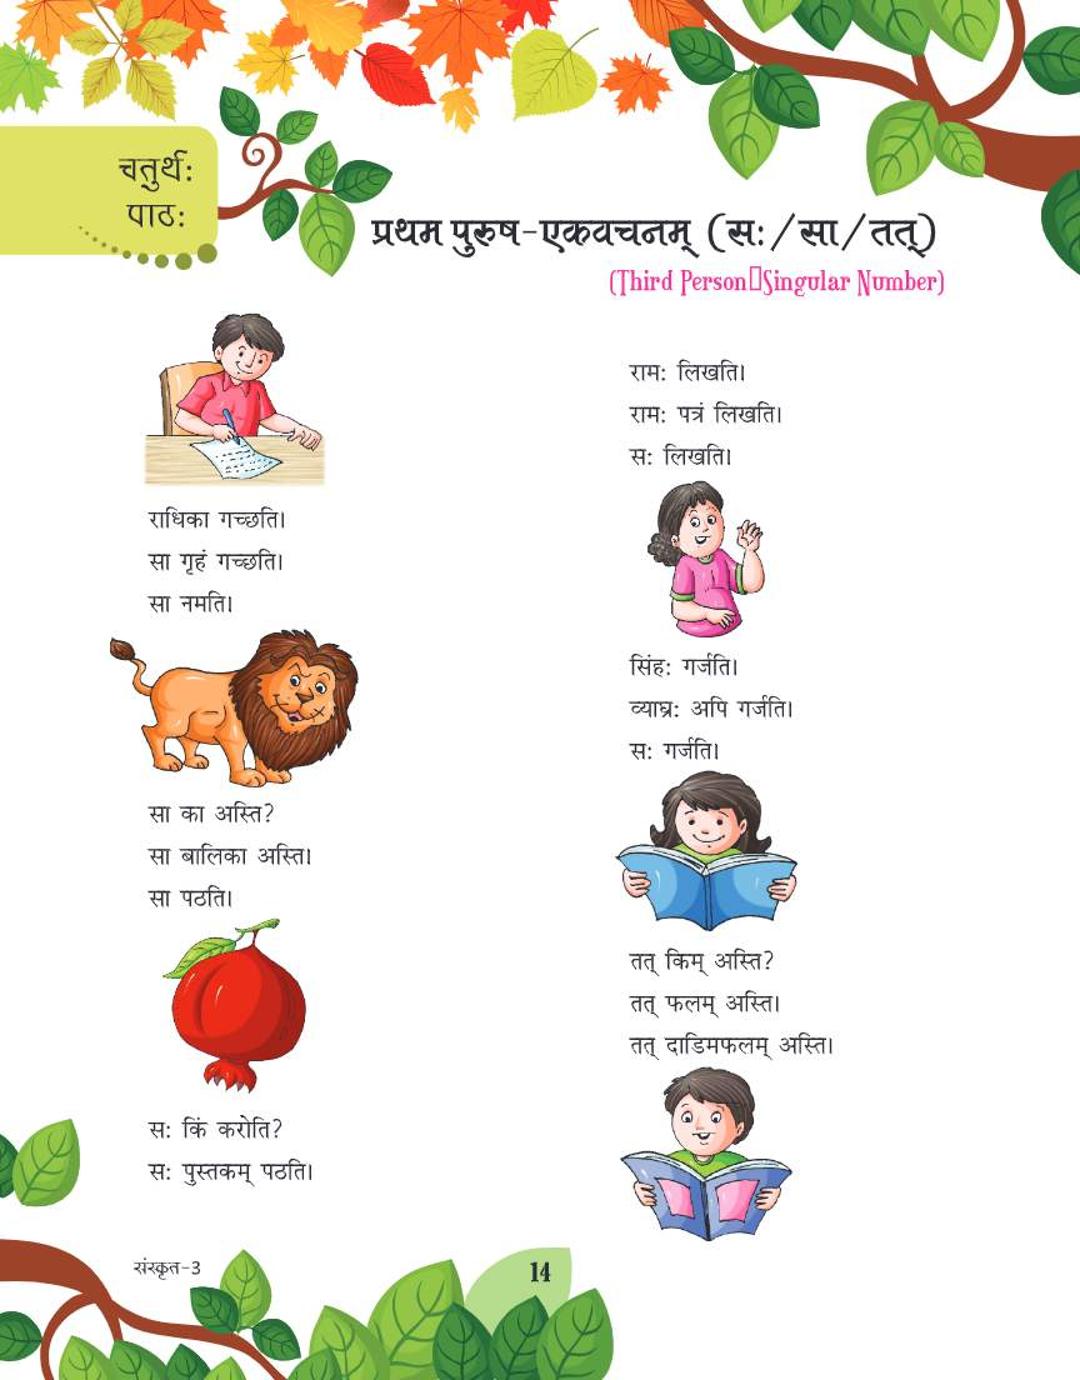 चतुर्थ:
पाठ:
प्रथम पुरुष-एकवचनम् (स:/सा/तत्)
(Third Person Singular Number)
राम: लिखति।
राम: पत्रं लिखति।
स: लिखति।
राधिका गच्छति।
सा गृहं गच्छति।
सा नमति।
सिंह: गर्जति।
व्याघ्र: अपि गर्जति।
स: गर्जति।
सा का अस्ति?
सा बालिका अस्ति।
सा पठति।
तत् किम् अस्ति?
तत् फलम् अस्ति।
तत् दाडिमफलम् अस्ति।
स: किं करोति?
स: पुस्तकम् पठति।
संस्कृत-3
14